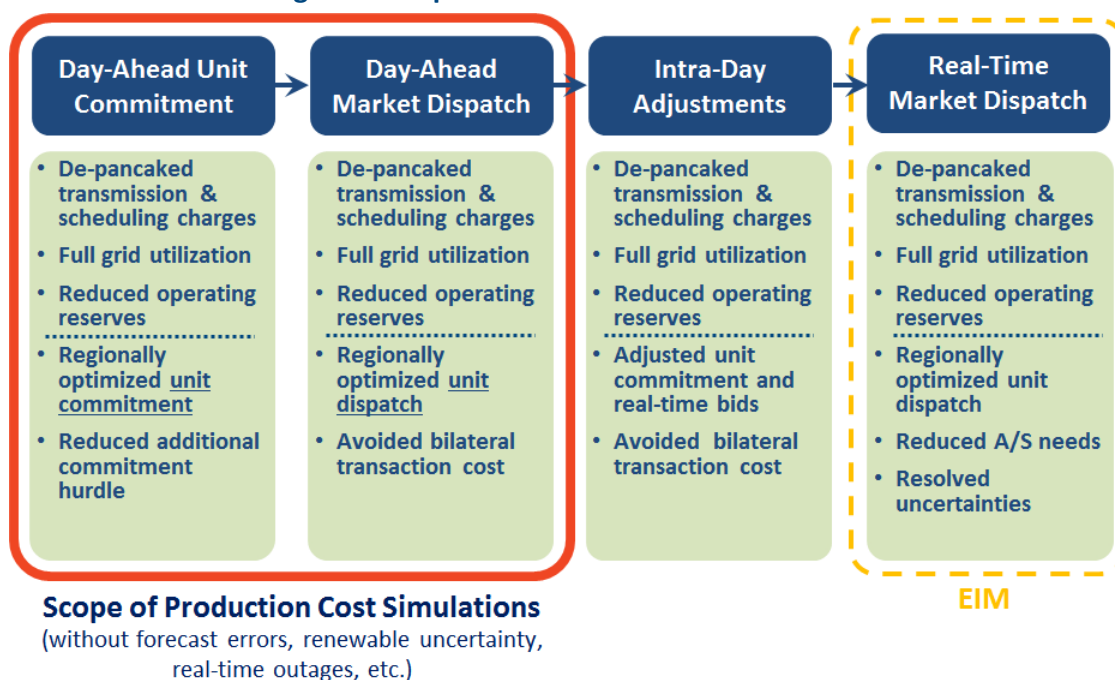 Day-Ahead Unit
Commitment
Day-Ahead
Market Dispatch
Intra-Day
Adjustments
Real-Time
Market Dispatch
• De-pancaked
transmission &
scheduling charges
• Full grid utilization
• Reduced operating
reserves
• Regionally
optimized unit
commitment
• Reduced additional
commitment
hurdle
• De-pancaked
transmission &
scheduling charges
• Full grid utilization
• Reduced operating
reserves
• Regionally
optimized unit
dispatch
• Avoided bilateral
transaction cost
• De-pancaked
transmission &
scheduling charges
• Full grid utilization
• Reduced operating
reserves
• Adjusted unit
commitment and
real-time bids
• Avoided bilateral
transaction cost
• De-pancaked
transmission &
scheduling charges
• Full grid utilization
• Reduced operating
reserves
• Regionally
optimized unit
dispatch
• Reduced A/S needs
• Resolved
uncertainties
Scope of Production Cost Simulations
(without forecast errors, renewable uncertainty,
real-time outages, etc.)
EIM